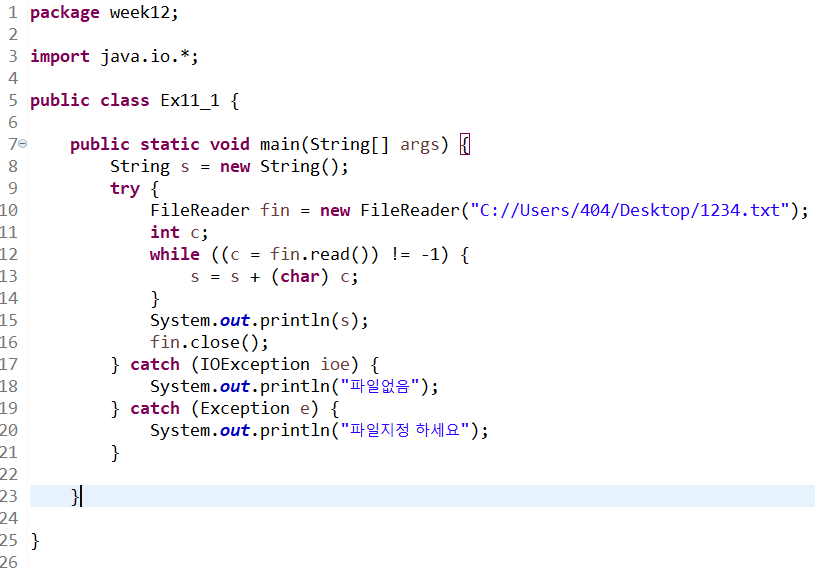 1 package week12;
2
3 import java.io.*;
4
5 public class Ex11_1 {
6
7 public static void main(String[] args) {
8 String s = new String();
9 try {
10 FileReader fin = new FileReader("C://Users/404/Desktop/1234.txt");
11 int c;
12 while ((c = fin.read()) != -1) {
13 s = s + (char) c;
14 }
15 System.out.println(s);
16 fin.close();
17 } catch (IOException ioe) {
18 System.out.println("파일없음");
19 } catch (Exception e) {
20 System.out.println("파일지정 하세요");
21 }
22
23 }
24
25 }
26